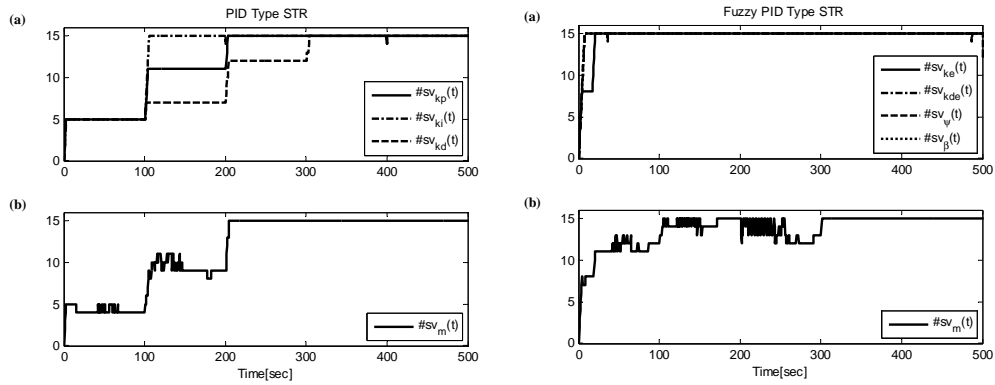 PID Type STR
(a)
15
10
5
0
#sv_kp(t)
#sv_ki(t)
#sv_kd(t)
0 100 200 300 400 500
(b)
15
10
5
0
#sv_m(t)
0 100 200 300 400 500
Time[sec]
Fuzzy PID Type STR
(a)
15
10
5
0
#sv_ke(t)
#sv_kde(t)
#sv_ψ(t)
#sv_β(t)
0 100 200 300 400 500
(b)
15
10
5
0
#sv_m(t)
0 100 200 300 400 500
Time[sec]